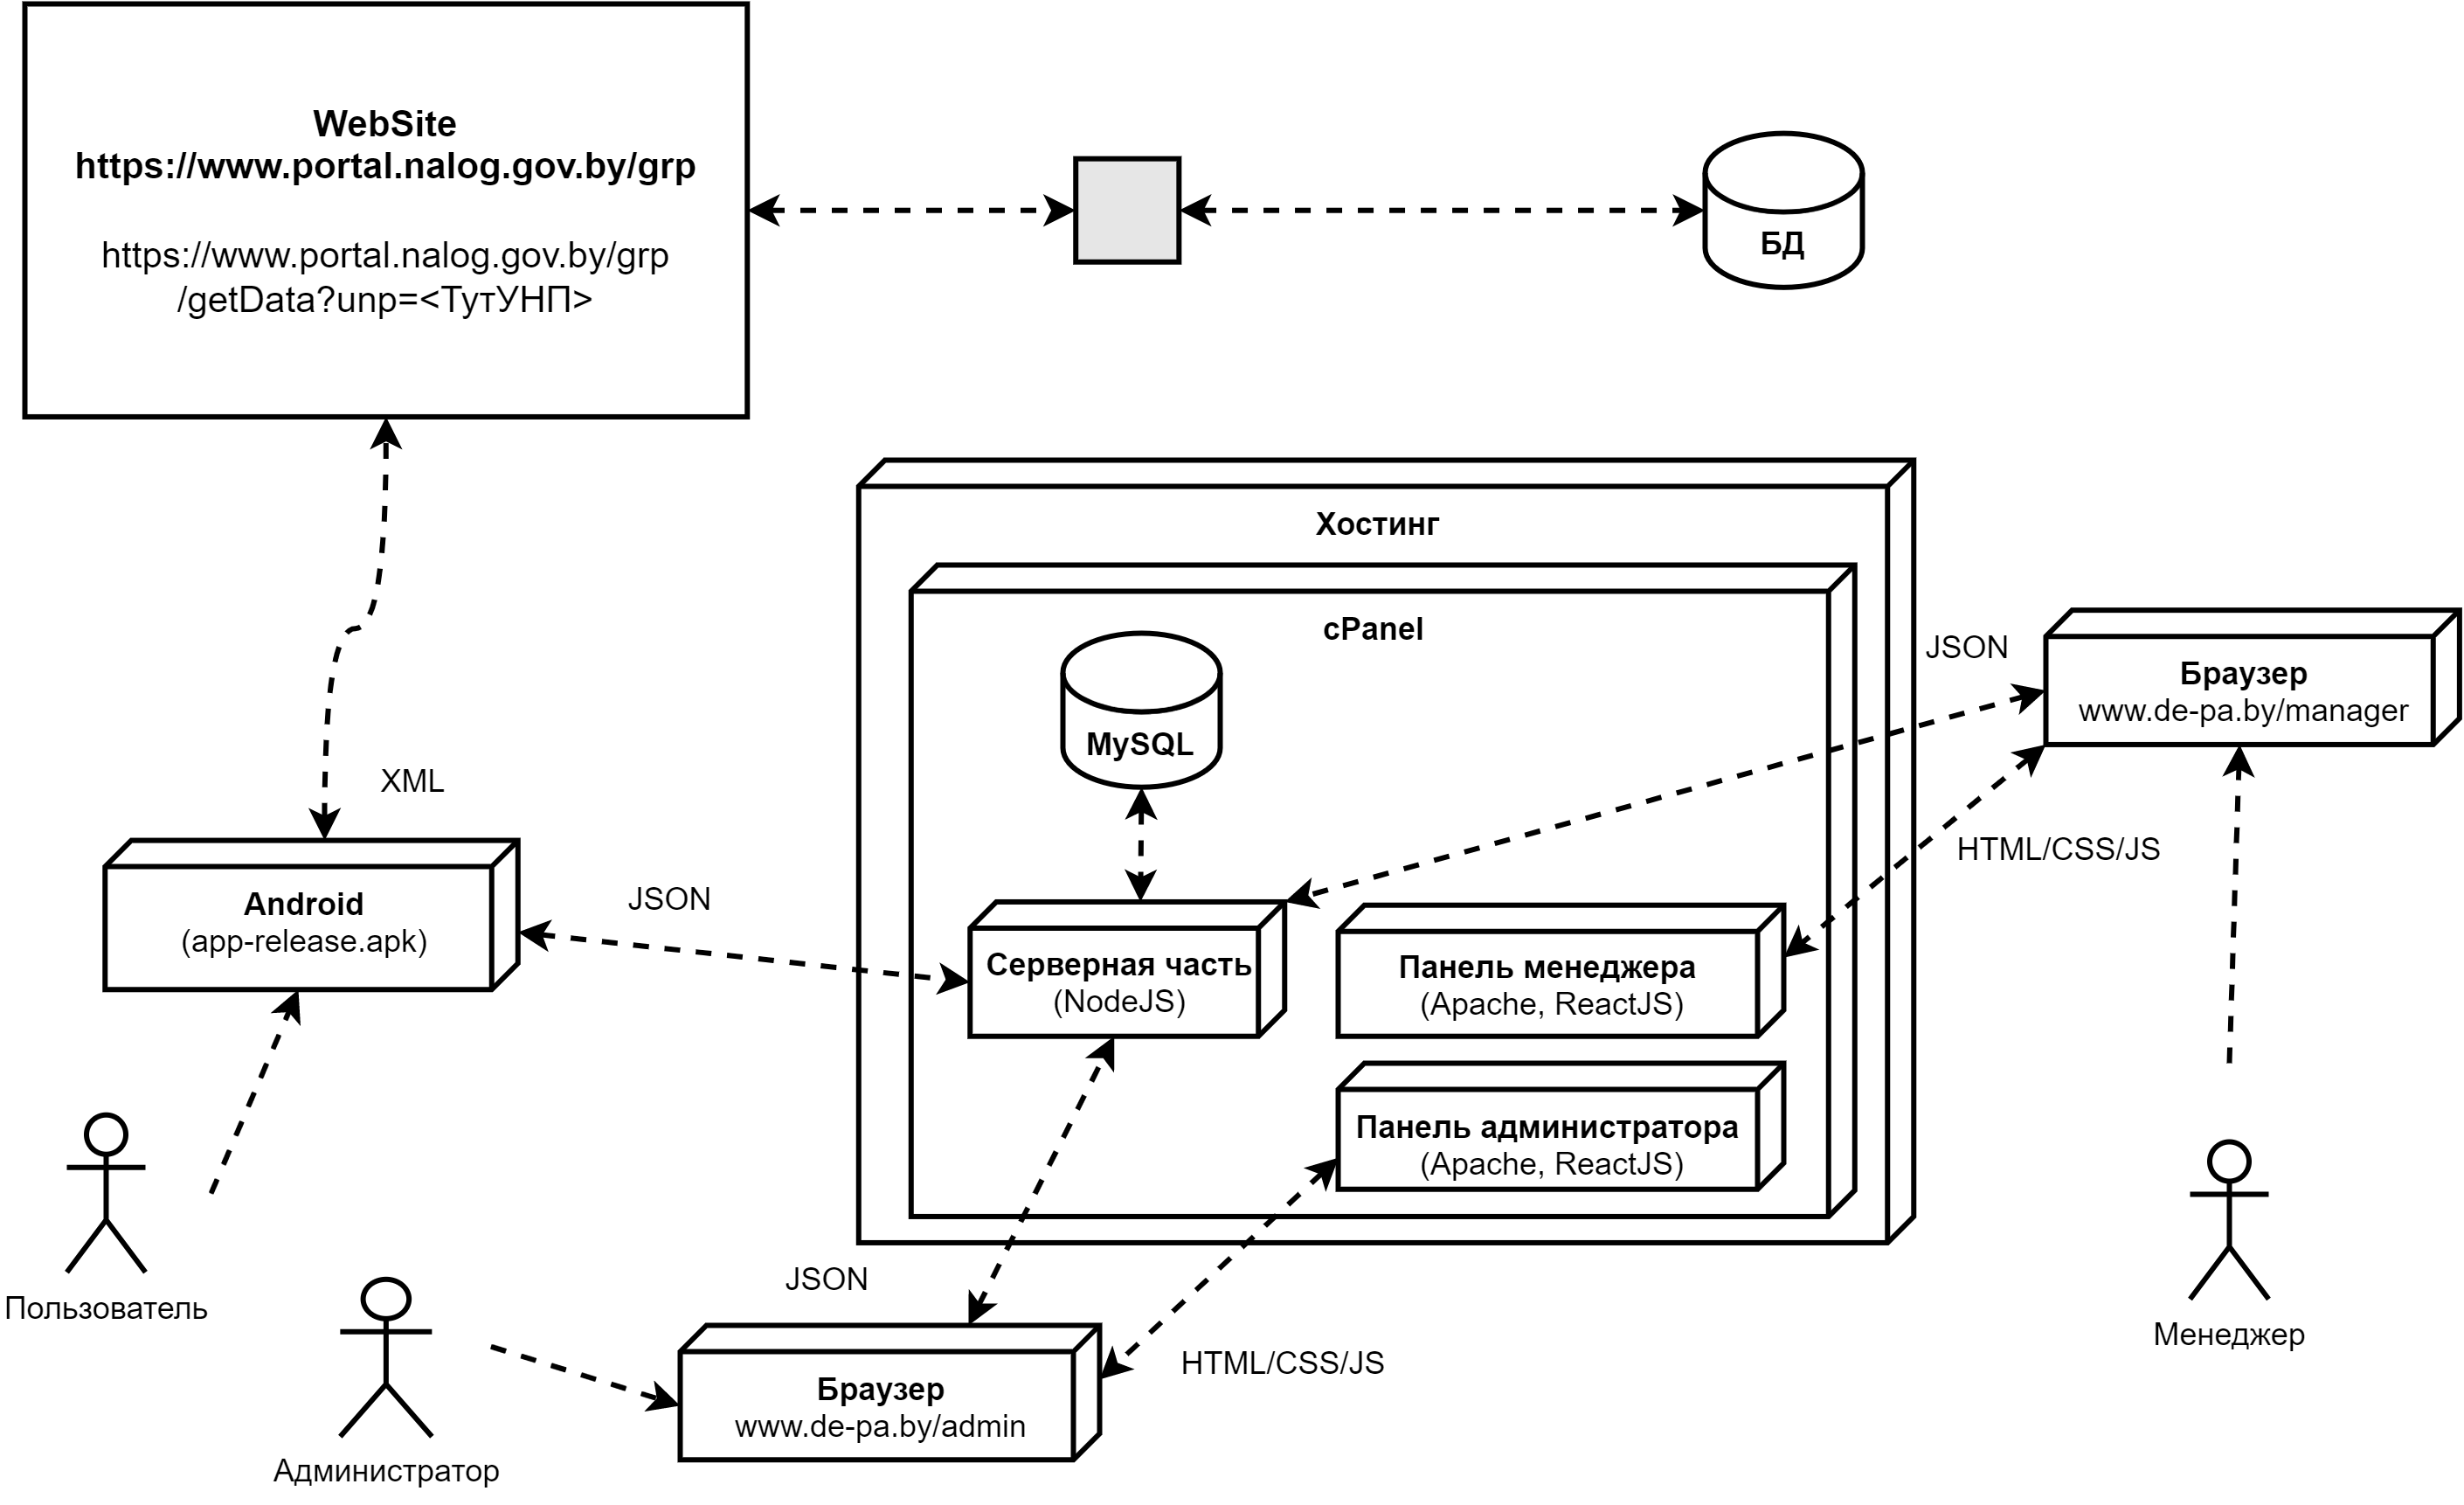 WebSite
https://www.portal.nalog.gov.by/grp
https://www.portal.nalog.gov.by/grp
/getData?unp=<ТутУНП>
БД
Хостинг
cPanel
MySQL
JSON
Браузер
www.de-pa.by/manager
XML
HTML/CSS/JS
Android
(app-release.apk)
JSON
Серверная часть
(NodeJS)
Панель менеджера
(Apache, ReactJS)
Панель администратора
(Apache, ReactJS)
Пользователь
JSON
Менеджер
HTML/CSS/JS
Браузер
www.de-pa.by/admin
Администратор